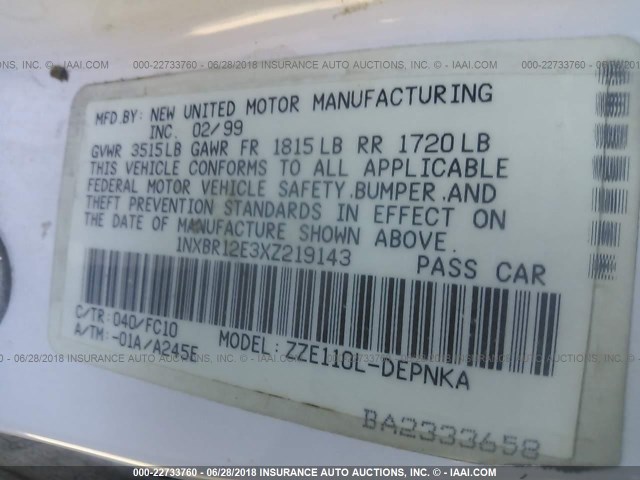 000-22733760 / 06/28/2018 INSURANCE AUTO AUCTIONS, INC. - © IAAI.COM
MFD.BY: NEW UNITED MOTOR MANUFACTURING
INC. 02/99
GVWR 3515LB GAWR FR 1815LB RR 1720LB
THIS VEHICLE CONFORMS TO ALL APPLICABLE
FEDERAL MOTOR VEHICLE SAFETY,BUMPER,AND
THEFT PREVENTION STANDARDS IN EFFECT ON
THE DATE OF MANUFACTURE SHOWN ABOVE.
1NXBR12E3XZ219143 PASS CAR
C/TR:040/FC10
A/TM:-01A/A245E MODEL: ZZE110L-DEPNKA
000-22733760 / 06/28/2018 INSURANCE AUTO AUCTIONS, INC. - © IAAI.COM
BA2333658
000-22733760 / 06/28/2018 INSURANCE AUTO AUCTIONS, INC. - © IAAI.COM